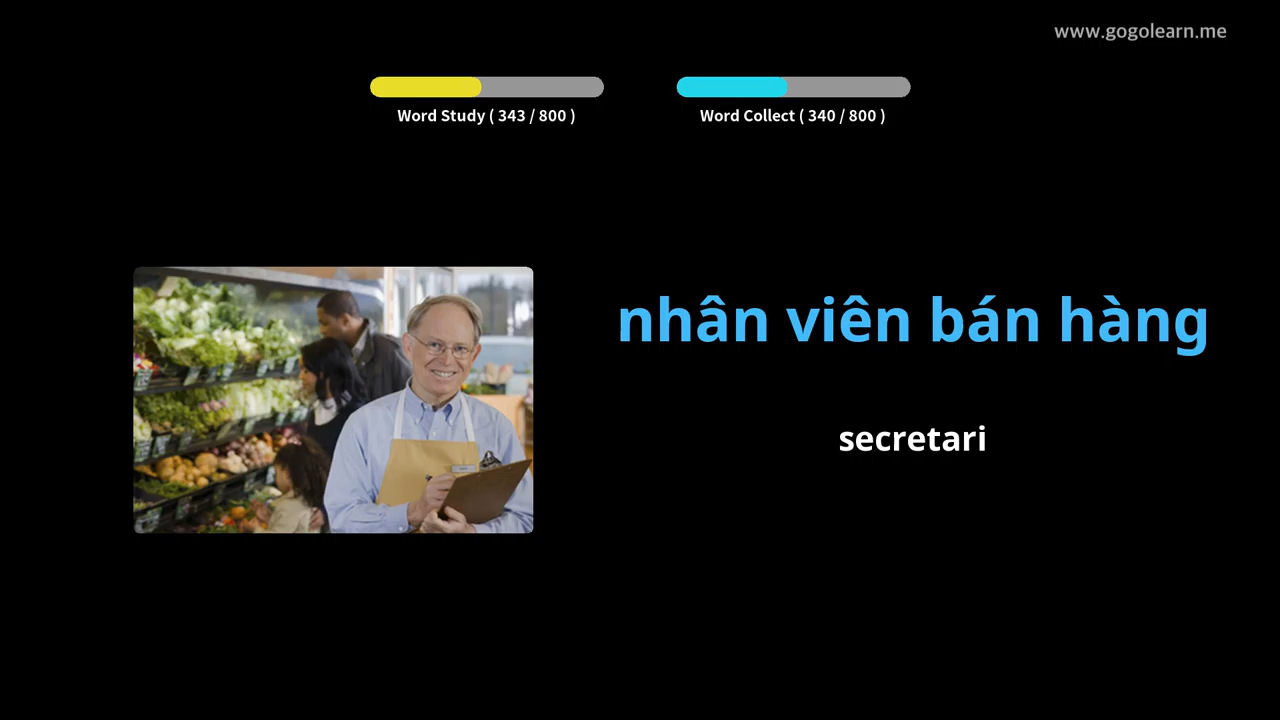 www.gogolearn.me
Word Study ( 343 / 800 )
Word Collect ( 340 / 800 )
nhân viên bán hàng
secretari